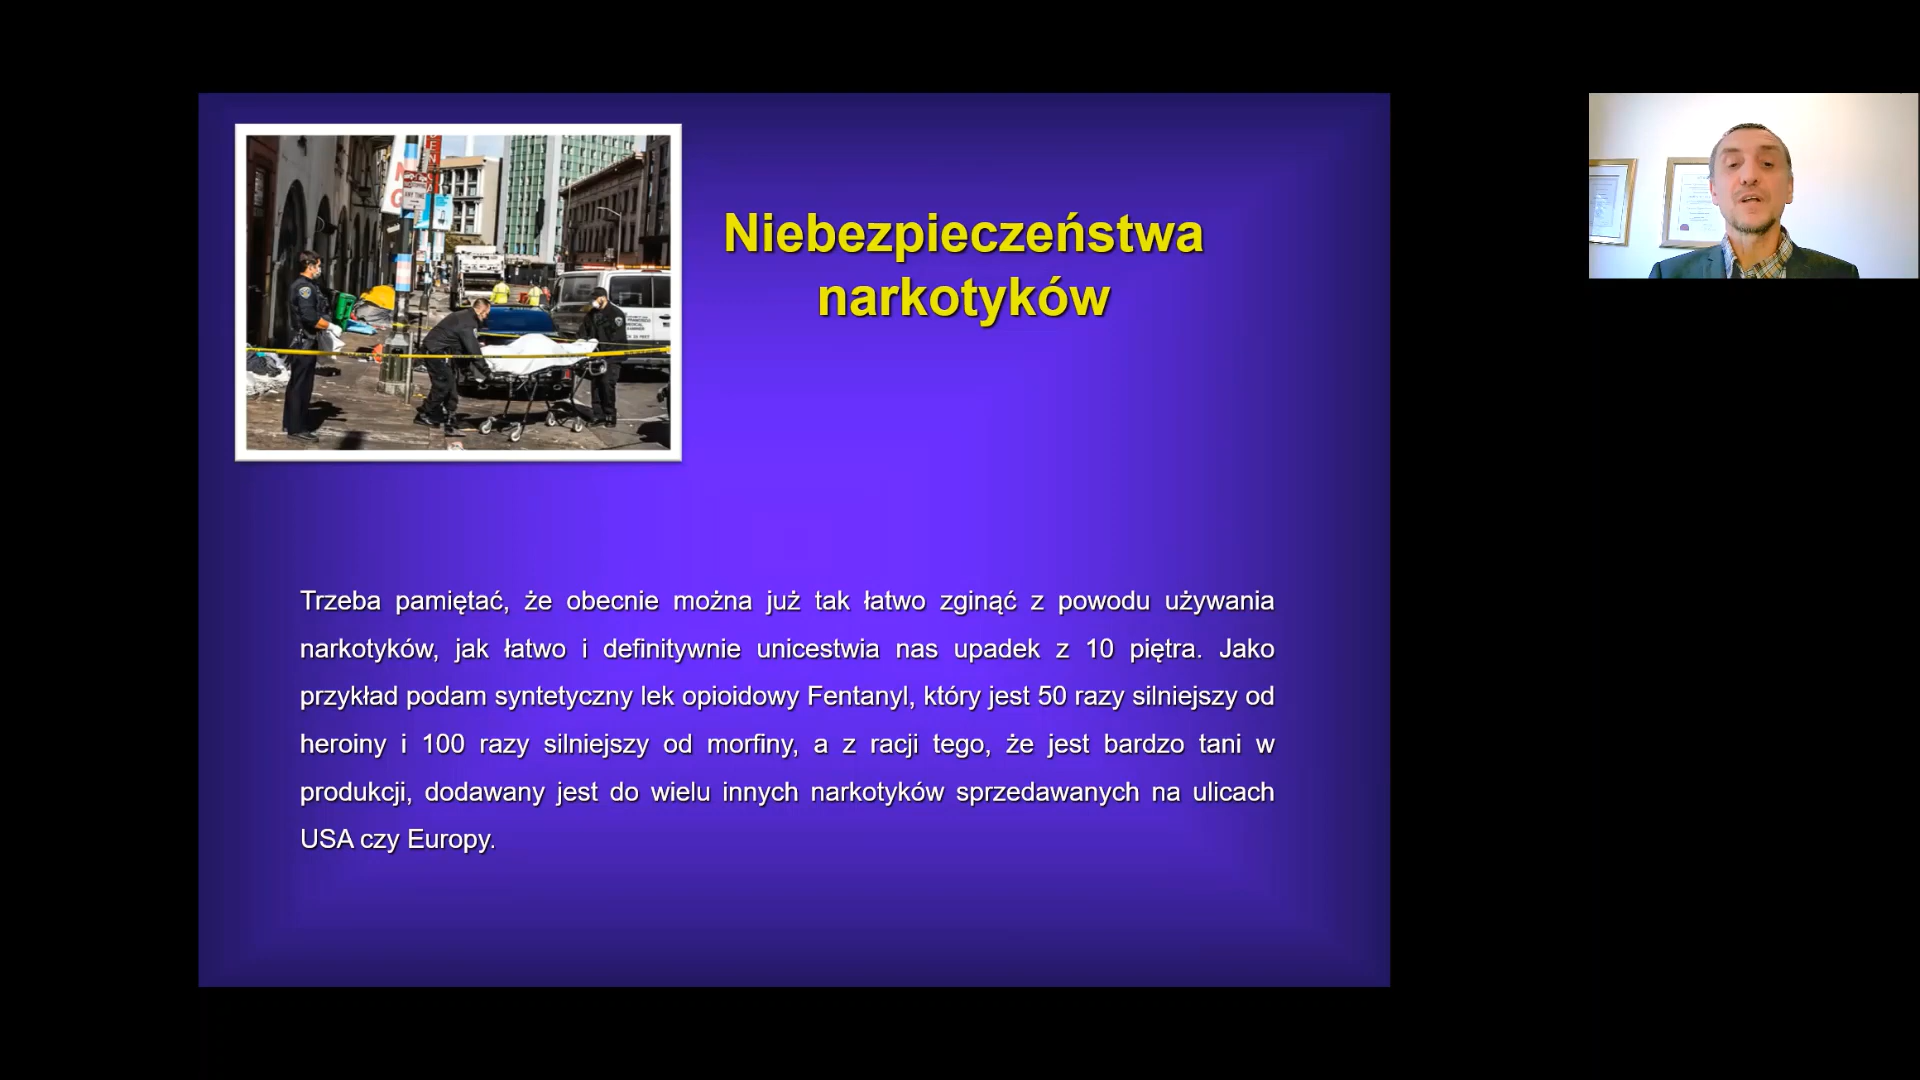 Niebezpieczeństwa
narkotyków
Trzeba pamiętać, że obecnie można już tak łatwo zginąć z powodu używania
narkotyków, jak łatwo i definitywnie unicestwia nas upadek z 10 piętra. Jako
przykład podam syntetyczny lek opioidowy Fentanyl, który jest 50 razy silniejszy od
heroiny i 100 razy silniejszy od morfiny, a z racji tego, że jest bardzo tani w
produkcji, dodawany jest do wielu innych narkotyków sprzedawanych na ulicach
USA czy Europy.